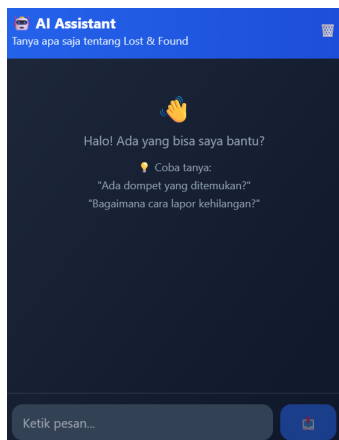 AI Assistant
Tanya apa saja tentang Lost & Found
Halo! Ada yang bisa saya bantu?
Coba tanya:
"Ada dompet yang ditemukan?"
"Bagaimana cara lapor kehilangan?"
Ketik pesan...